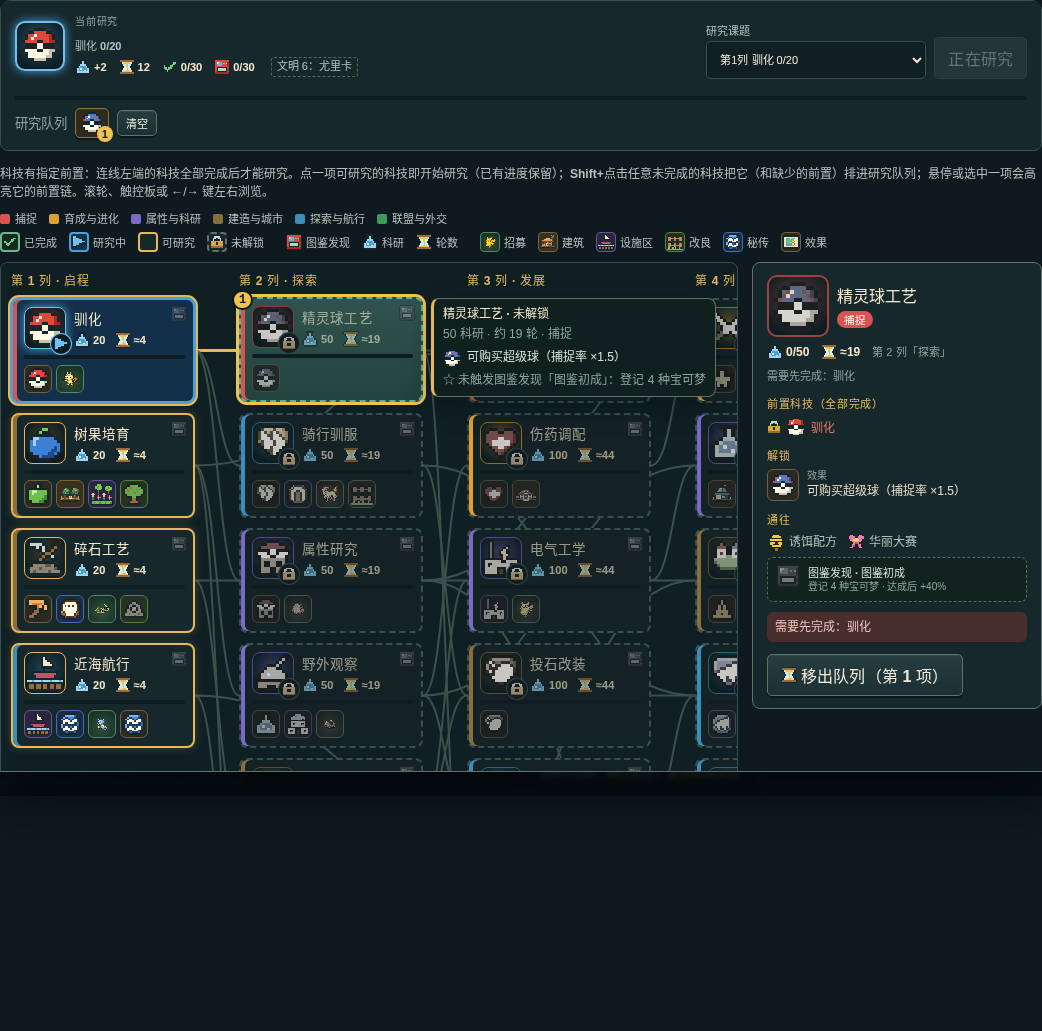 当前研究
驯化 0/20
+2 12 0/30 0/30 文明 6：尤里卡
研究课题
第1列 驯化 0/20
正在研究
研究队列 1 清空
科技有指定前置：连线左端的科技全部完成后才能研究。点一项可研究的科技即开始研究（已有进度保留）；Shift+点击任意未完成的科技把它（和缺少的前置）排进研究队列；悬停或选中一项会高
亮它的前置链。滚轮、触控板或 ←/→ 键左右浏览。
捕捉 育成与进化 属性与科研 建造与城市 探索与航行 联盟与外交
已完成 研究中 可研究 未解锁 图鉴发现 科研 轮数 招募 建筑 设施区 改良 秘传 效果
第 1 列 · 启程
驯化
20 ≈4
树果培育
20 ≈4
碎石工艺
20 ≈4
近海航行
20 ≈4
第 2 列 · 探索
1
精灵球工艺
50 ≈19
骑行驯服
50 ≈19
属性研究
50 ≈19
野外观察
50 ≈19
第 3 列 · 发展
精灵球工艺 · 未解锁
50 科研 · 约 19 轮 · 捕捉
可购买超级球（捕捉率 ×1.5）
☆ 未触发图鉴发现「图鉴初成」：登记 4 种宝可梦
伤药调配
100 ≈44
电气工学
100 ≈44
投石改装
100 ≈44
第 4 列
精灵球工艺
捕捉
0/50 ≈19 第 2 列「探索」
需要先完成：驯化
前置科技（全部完成）
驯化
解锁
效果
可购买超级球（捕捉率 ×1.5）
通往
诱饵配方 华丽大赛
图鉴发现 · 图鉴初成
登记 4 种宝可梦 · 达成后 +40%
需要先完成：驯化
移出队列（第 1 项）